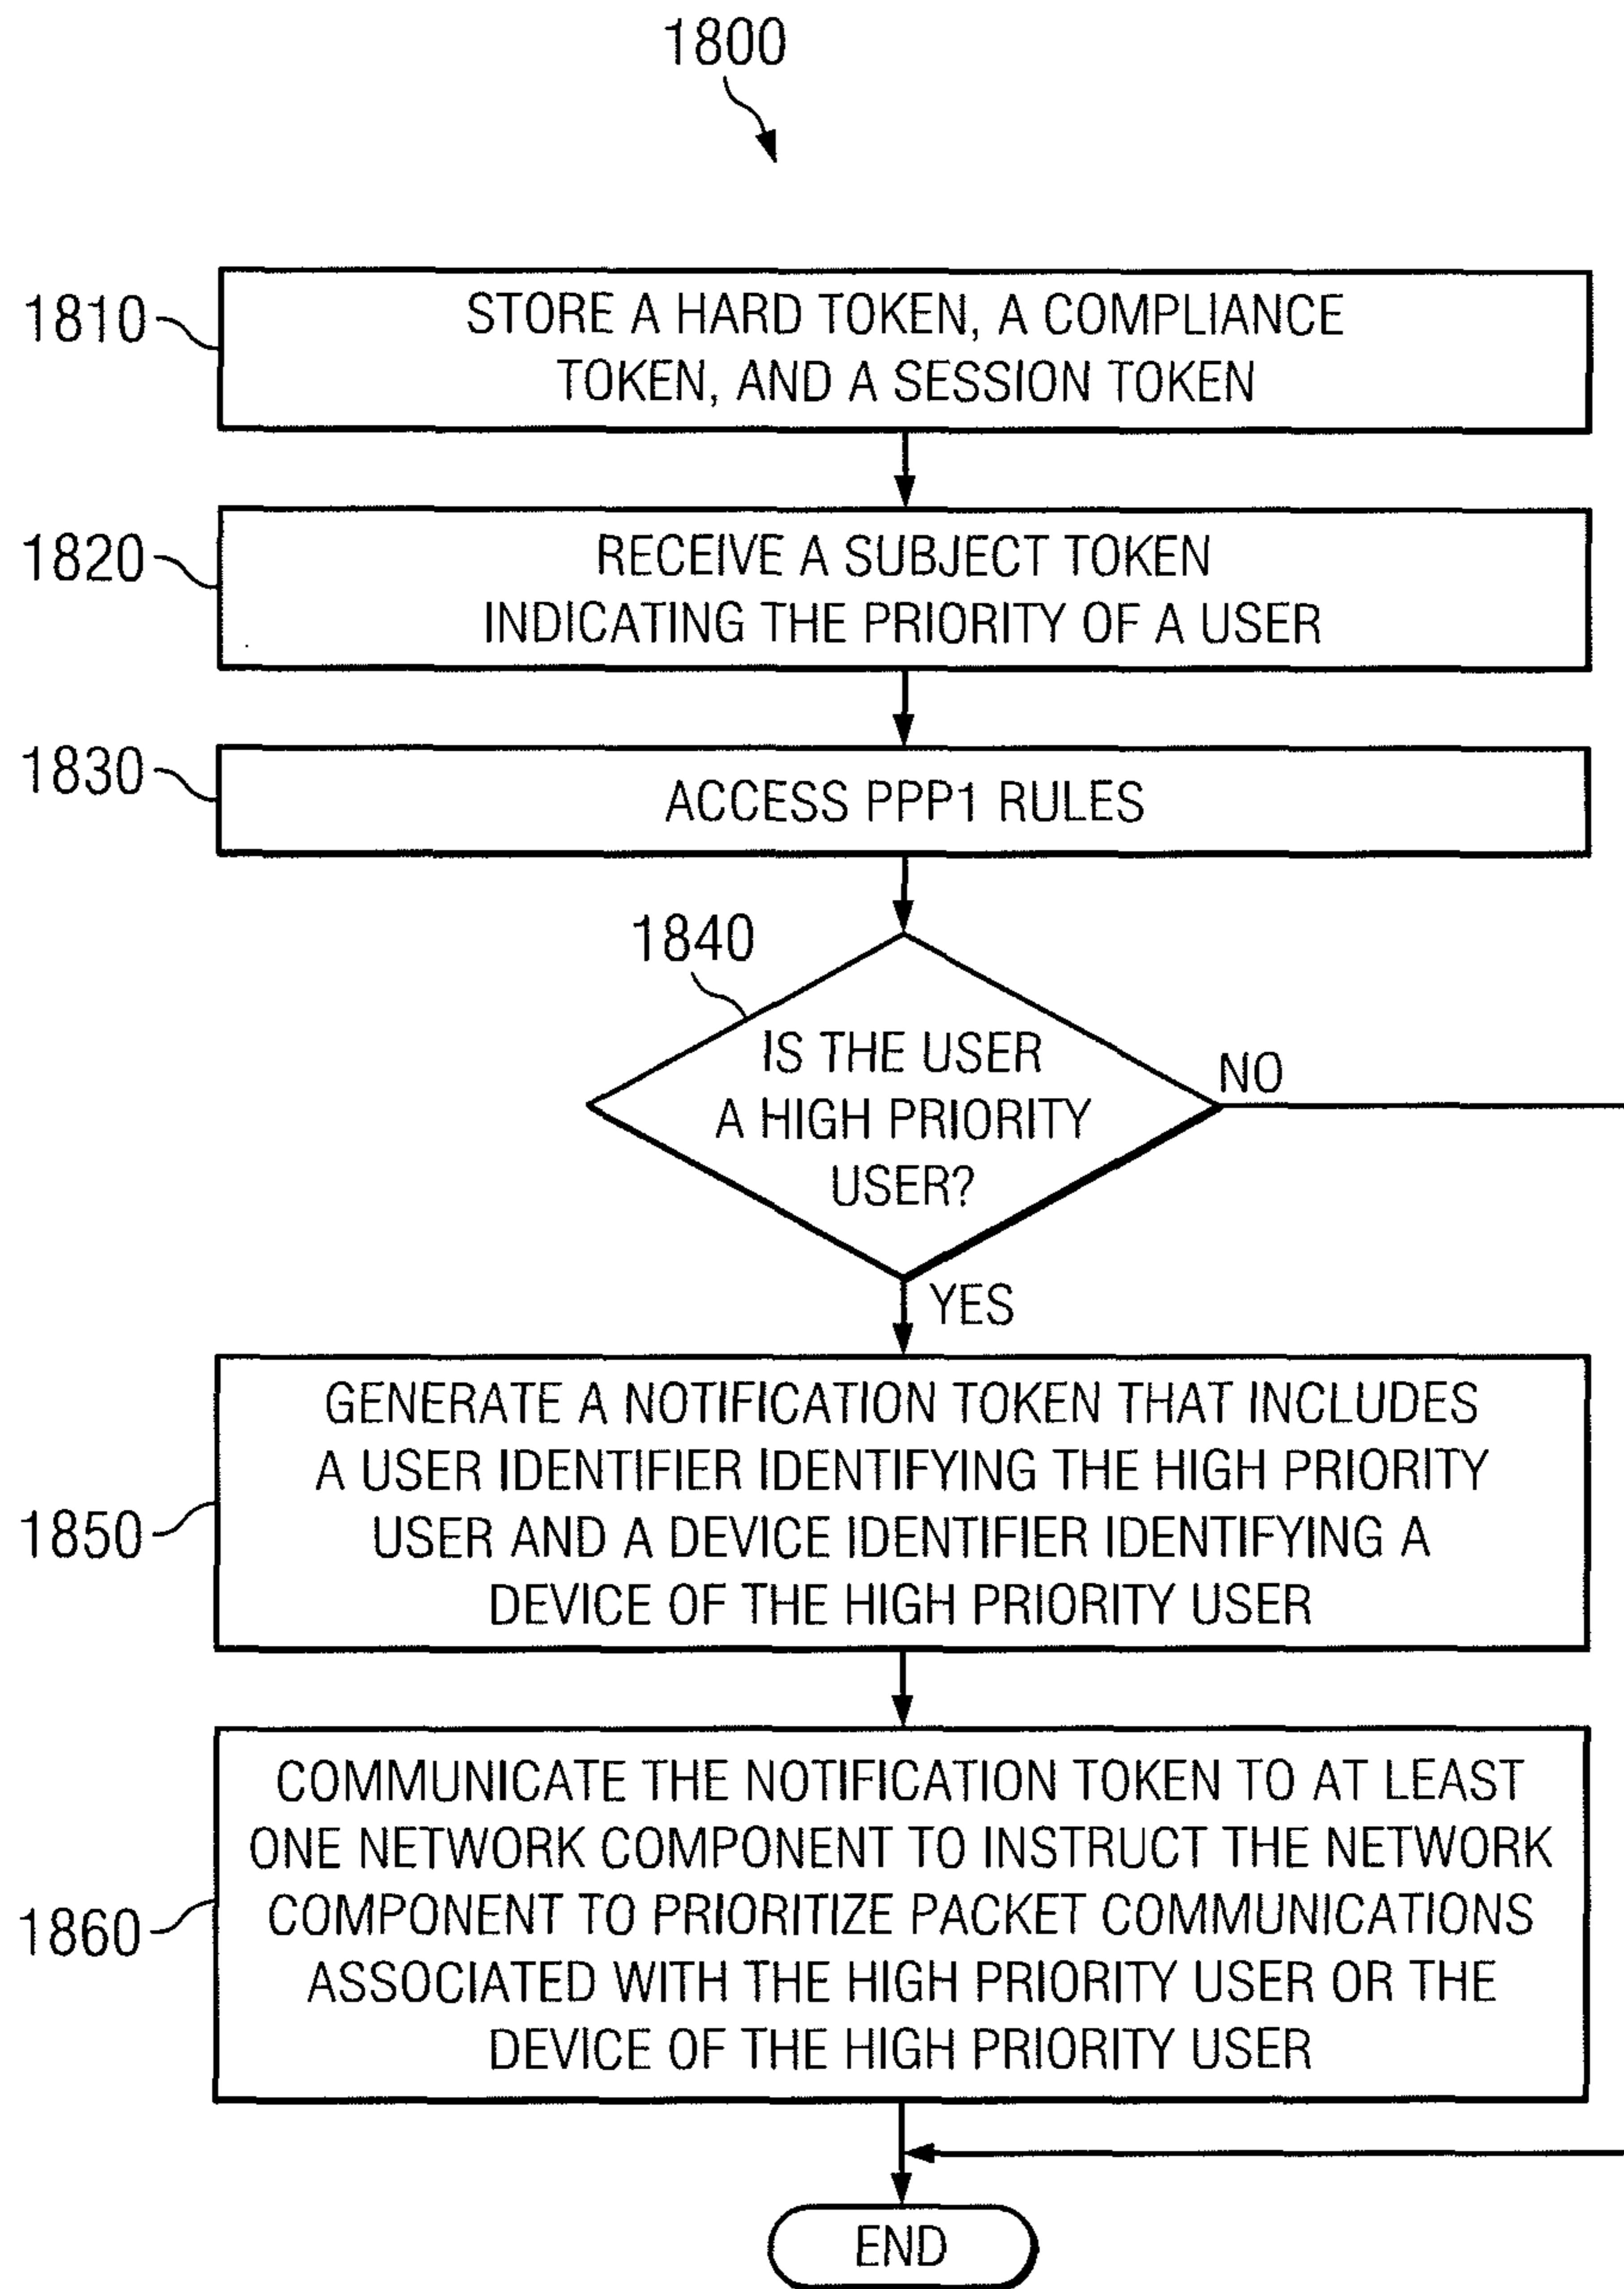 1800
1810
STORE A HARD TOKEN, A COMPLIANCE
TOKEN, AND A SESSION TOKEN
1820
RECEIVE A SUBJECT TOKEN
INDICATING THE PRIORITY OF A USER
1830
ACCESS PPP1 RULES
1840
IS THE USER
A HIGH PRIORITY
USER?
NO
YES
1850
GENERATE A NOTIFICATION TOKEN THAT INCLUDES
A USER IDENTIFIER IDENTIFYING THE HIGH PRIORITY
USER AND A DEVICE IDENTIFIER IDENTIFYING A
DEVICE OF THE HIGH PRIORITY USER
1860
COMMUNICATE THE NOTIFICATION TOKEN TO AT LEAST
ONE NETWORK COMPONENT TO INSTRUCT THE NETWORK
COMPONENT TO PRIORITIZE PACKET COMMUNICATIONS
ASSOCIATED WITH THE HIGH PRIORITY USER OR THE
DEVICE OF THE HIGH PRIORITY USER
END